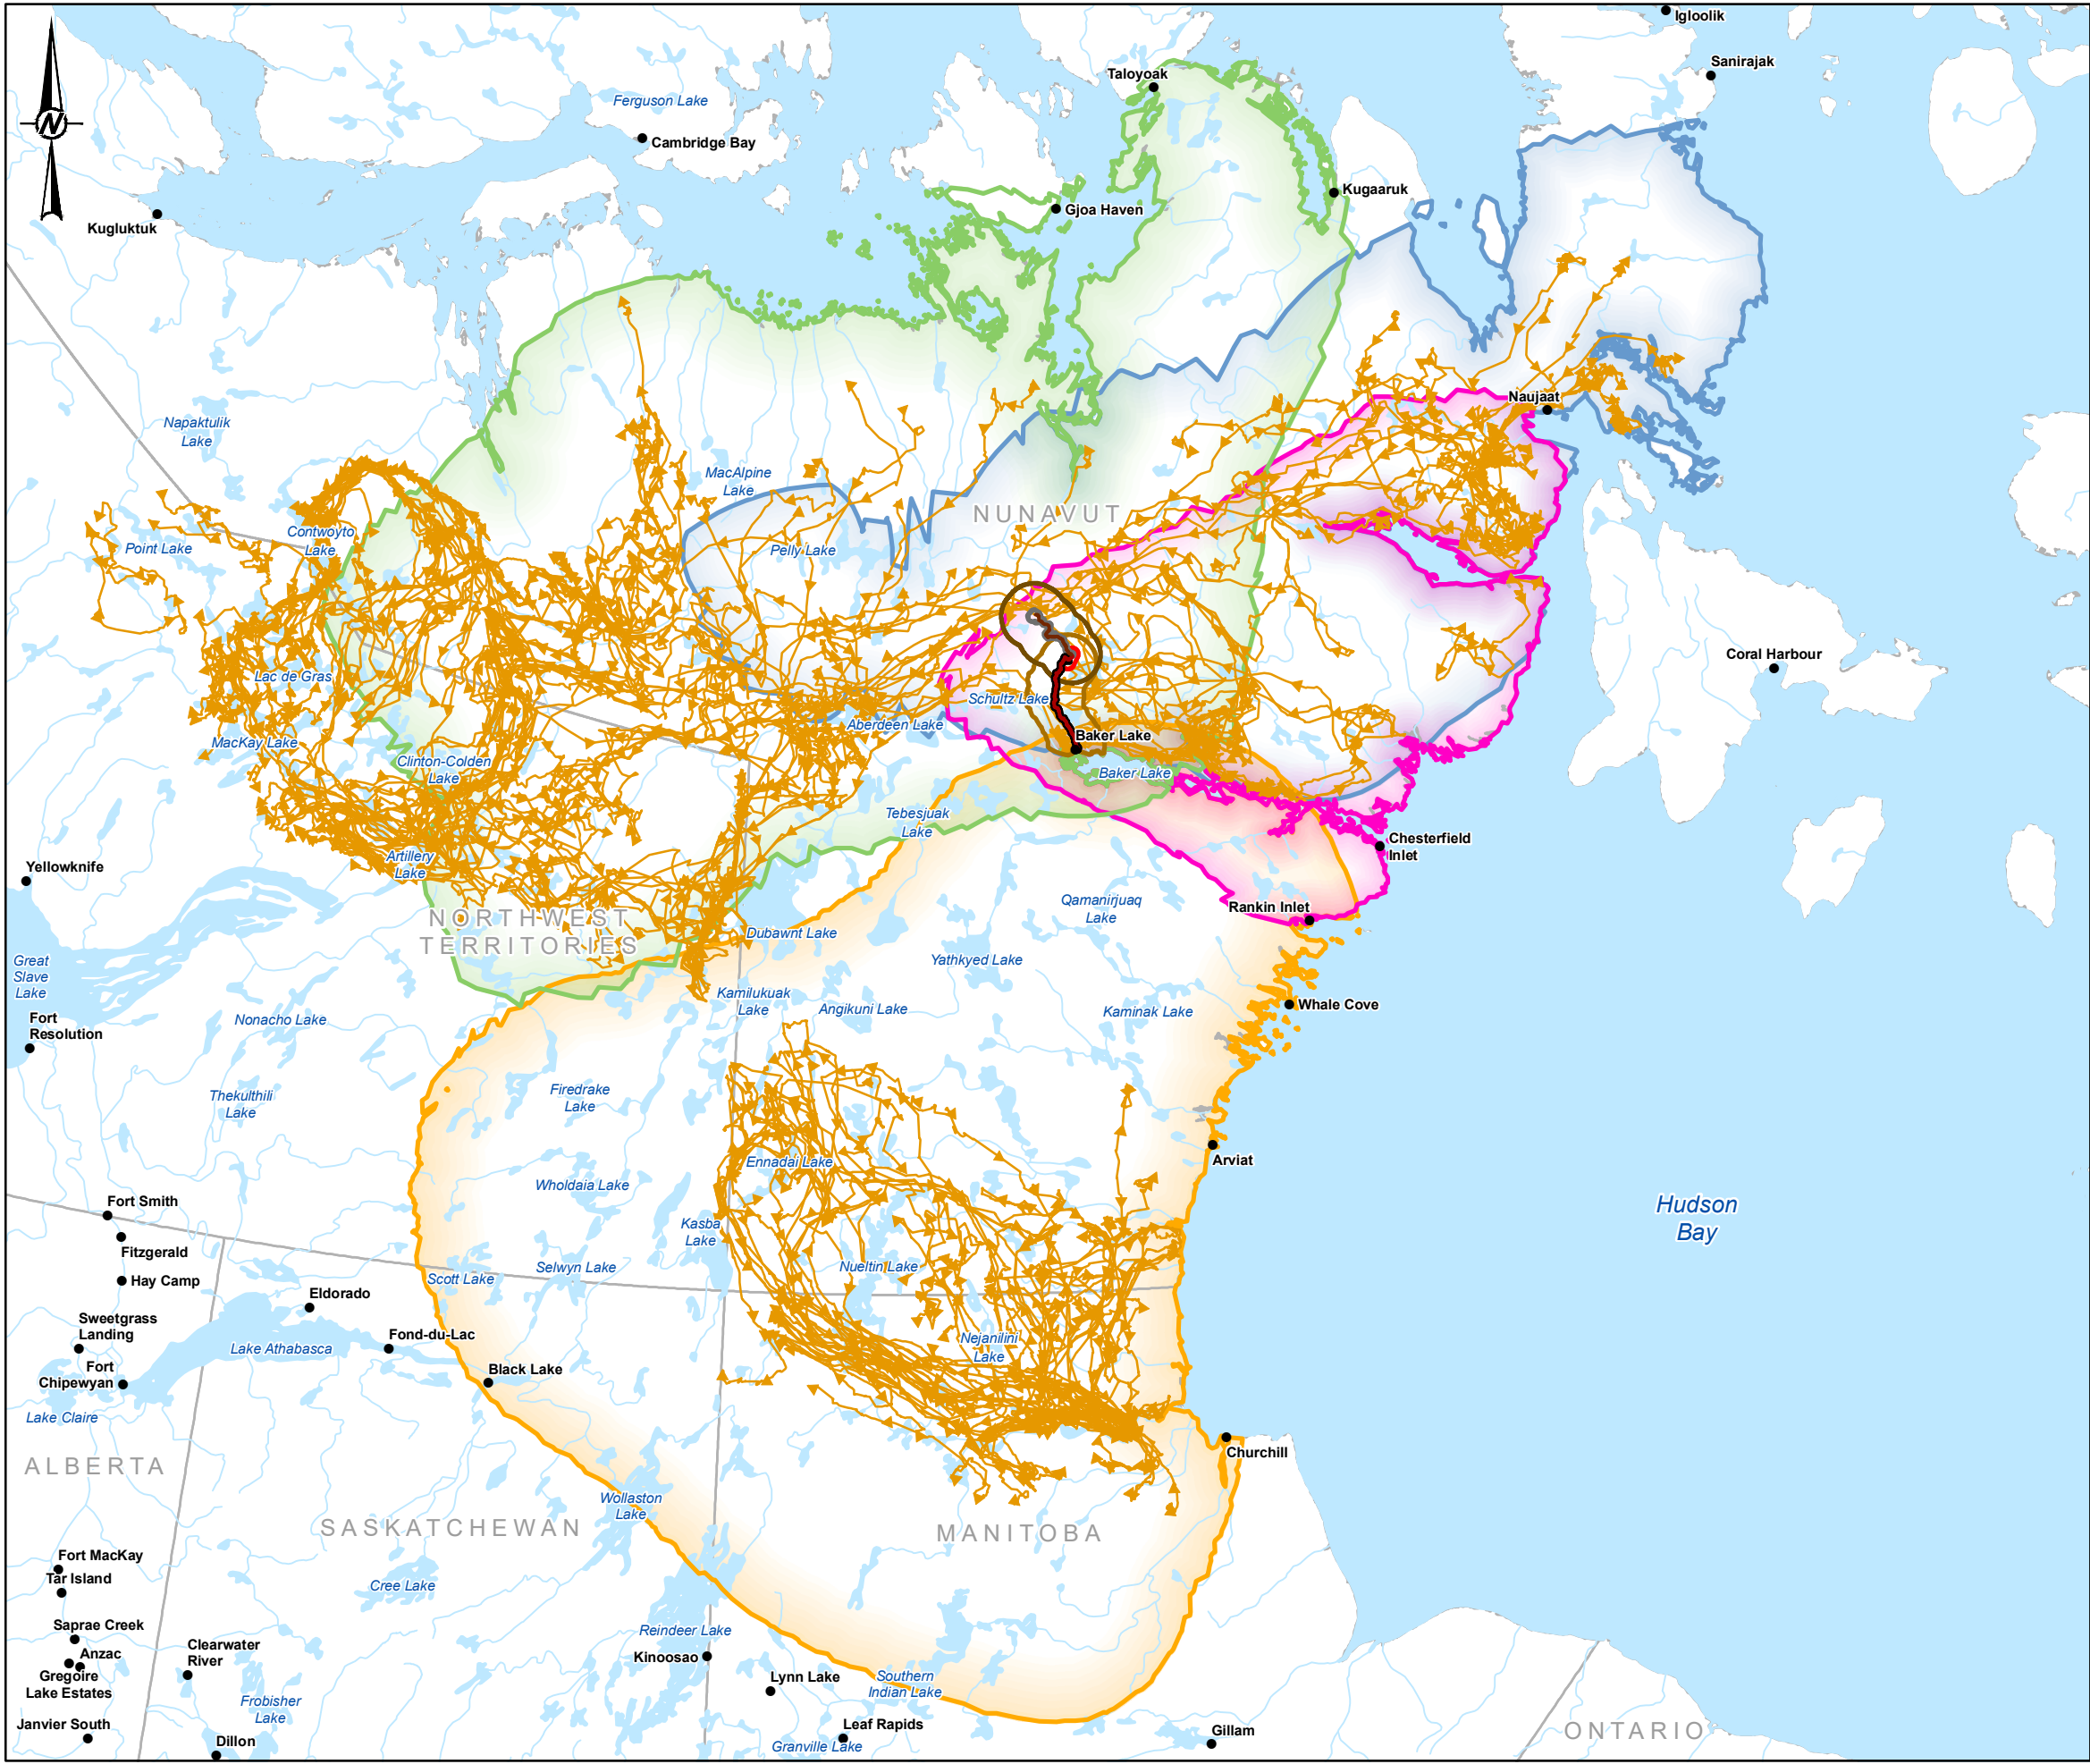 Igloolik
Sanirajak
Taloyoak
Ferguson Lake
Cambridge Bay
N
Kugaaruk
Gjoa Haven
Kugluktuk
Naujaat
Napaktulik
Lake
MacAlpine
Lake
NUNAVUT
Contwoyto
Lake
Point Lake
Pelly Lake
Coral Harbour
Lac de Gras
Schultz Lake
Aberdeen Lake
Baker Lake
MacKay Lake
Clinton-Colden
Lake
Baker Lake
Tebesjuak
Lake
Chesterfield
Inlet
Artillery
Lake
Yellowknife
Qamanirjuaq
Lake
Rankin Inlet
NORTHWEST
TERRITORIES
Dubawnt Lake
Yathkyed Lake
Great
Slave
Lake
Kamilukuak
Lake
Angikuni Lake
Kaminak Lake
Whale Cove
Nonacho Lake
Fort
Resolution
Thekulthili
Lake
Firedrake
Lake
Ennadai Lake
Arviat
Wholdaia Lake
Hudson
Bay
Fort Smith
Kasba
Lake
Fitzgerald
Hay Camp
Scott Lake
Selwyn Lake
Nueltin Lake
Eldorado
Sweetgrass
Landing
Fond-du-Lac
Lake Athabasca
Nejanilini
Lake
Fort
Chipewyan
Black Lake
Lake Claire
Churchill
ALBERTA
Wollaston
Lake
SASKATCHEWAN
MANITOBA
Fort MacKay
Tar Island
Cree Lake
Saprae Creek
Anzac
Gregoire
Lake Estates
Clearwater
River
Reindeer Lake
Kinoosao
Lynn Lake
Southern
Indian Lake
Frobisher
Lake
Janvier South
Dillon
Leaf Rapids
Granville Lake
Gillam
ONTARIO